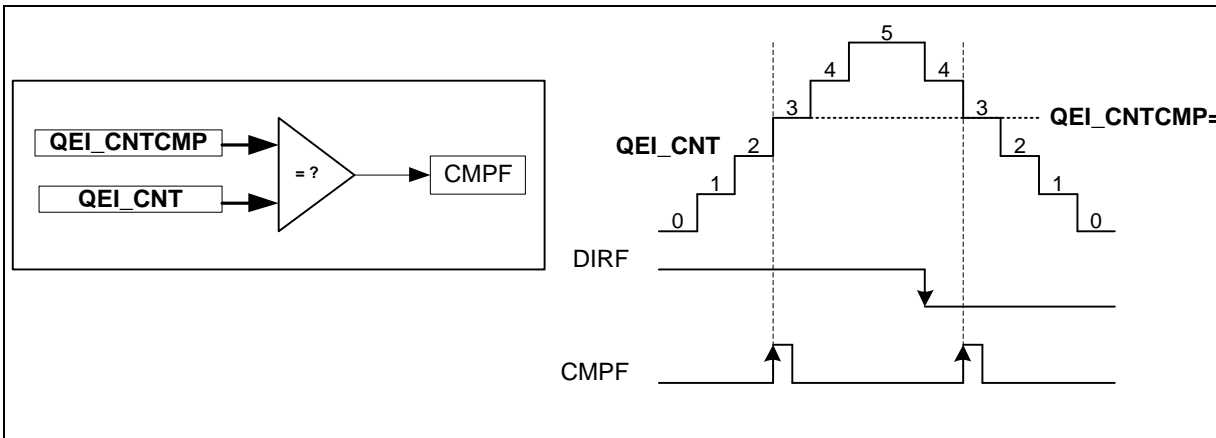 QEI_CNTCMP
QEI_CNT
= ?
CMPF
5
4
4
3
3
QEI_CNTCMP=
QEI_CNT
2
2
1
1
0
0
DIRF
CMPF